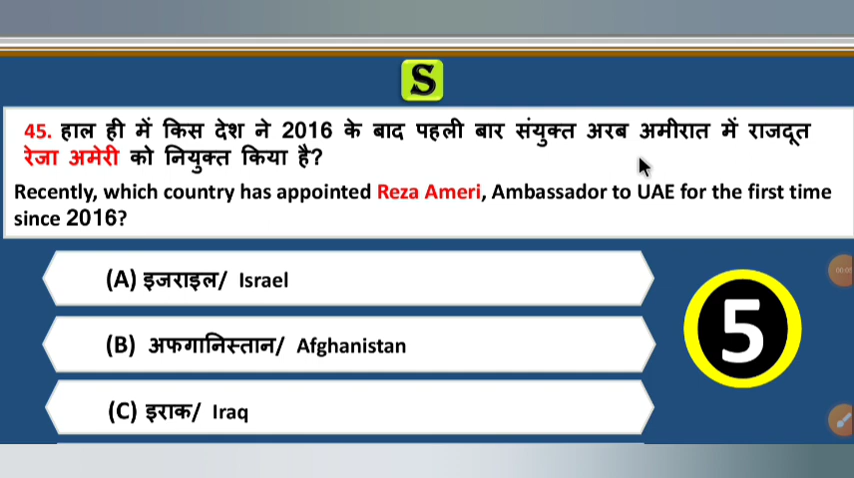 S
45. हाल ही में किस देश ने 2016 के बाद पहली बार संयुक्त अरब अमीरात में राजदूत
रेजा अमेरी को नियुक्त किया है?
Recently, which country has appointed Reza Ameri, Ambassador to UAE for the first time
since 2016?
(A) इजराइल/ Israel
(B) अफगानिस्तान/ Afghanistan
(C) इराक/ Iraq
5